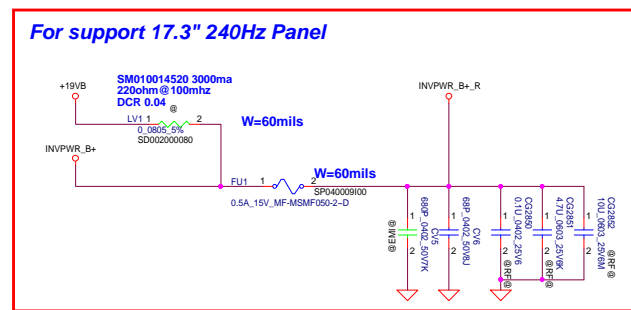 For support 17.3" 240Hz Panel
SM010014520 3000ma
220ohm@100mhz
DCR 0.04
+19VB
@
LV1 1 2
0_0805_5%
SD002000080
W=60mils
INVPWR_B+
INVPWR_B+_R
FU1 1 2
W=60mils
SP040009I00
0.5A_15V_MF-MSMF050-2-D
1
2
@EMI@
680P_0402_50V7K
CV5
1
2
68P_0402_50V8J
CV6
1
2
@RF@
0.1U_0402_25V6
CG2850
1
2
@RF@
4.7U_0603_25V6K
CG2851
1
2
@RF@
10U_0603_25V6M
CG2852